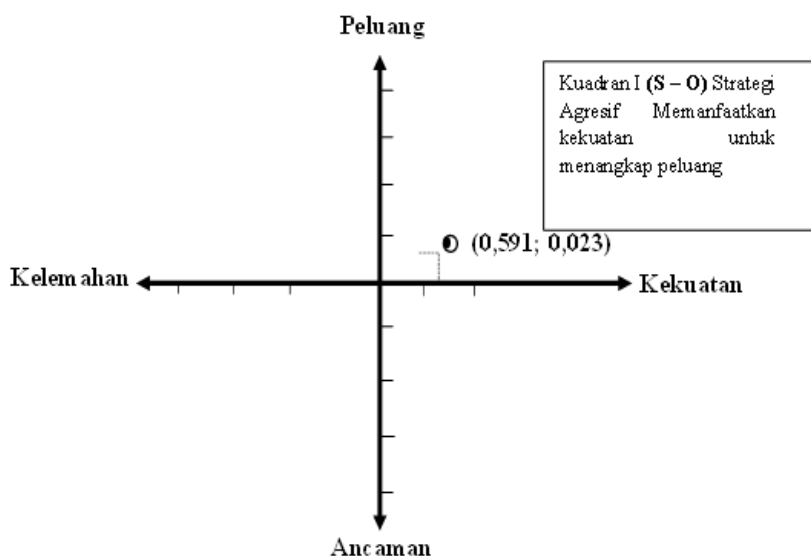 Peluang
Kuadran I (S – O) Strategi
Agresif Memanfaatkan
kekuatan untuk
menangkap peluang
(0,591; 0,023)
Kelemahan
Kekuatan
Ancaman